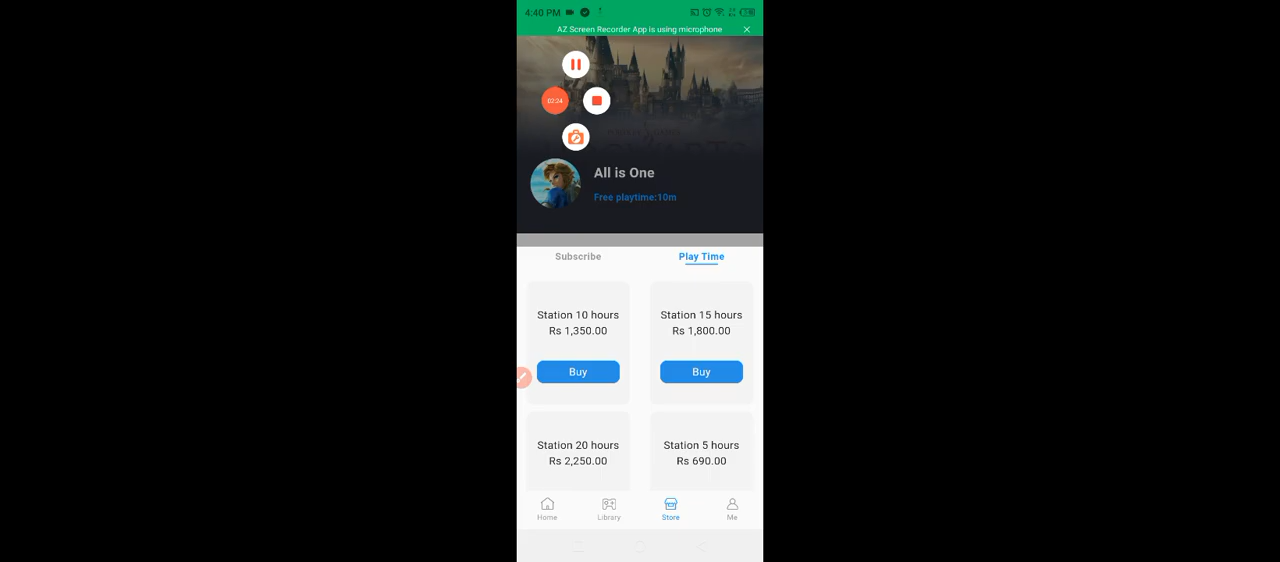 4:40 PM
AZ Screen Recorder App is using microphone
02:24
All is One
Free playtime:10m
Subscribe
Play Time
Station 10 hours
Rs 1,350.00
Buy
Station 15 hours
Rs 1,800.00
Buy
Station 20 hours
Rs 2,250.00
Station 5 hours
Rs 690.00
Home
Library
Store
Me